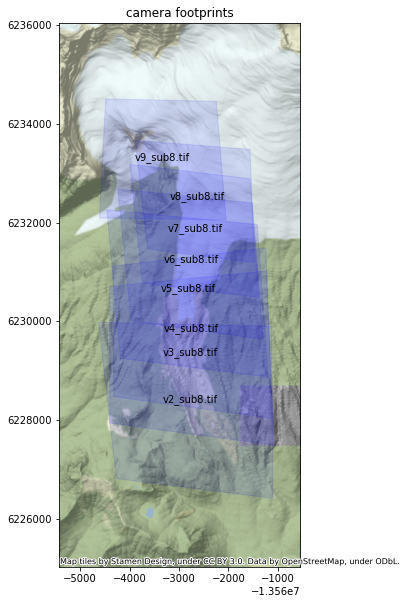 camera footprints
6236000
6234000
v9_sub8.tif
v8_sub8.tif
6232000
v7_sub8.tif
v6_sub8.tif
v5_sub8.tif
6230000
v4_sub8.tif
v3_sub8.tif
v2_sub8.tif
6228000
6226000
Map tiles by Stamen Design, under CC BY 3.0. Data by OpenStreetMap, under ODbL.
−5000 −4000 −3000 −2000 −1000
−1.356e7